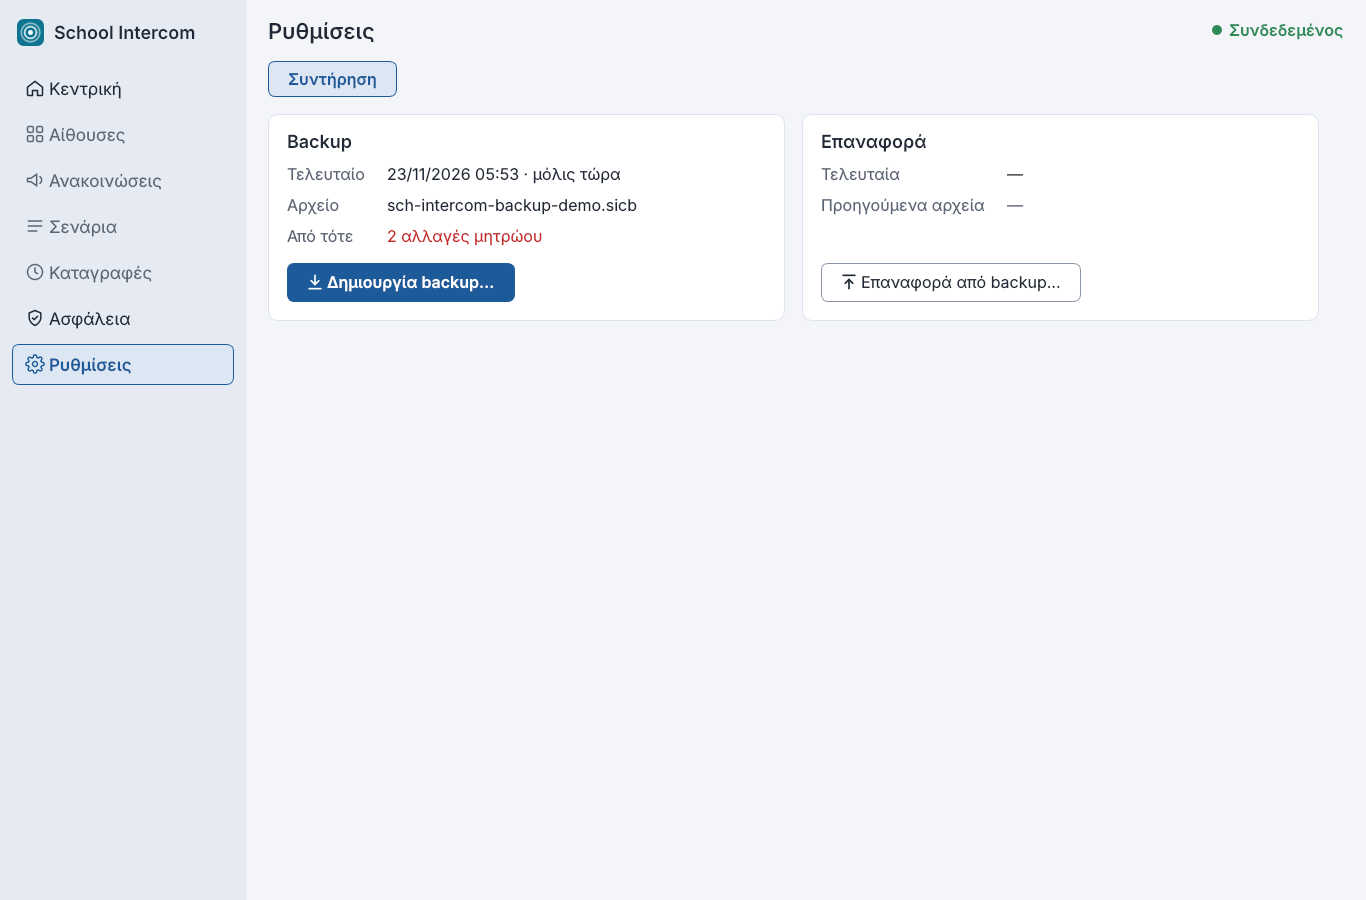 School Intercom
Κεντρική
Αίθουσες
Ανακοινώσεις
Σενάρια
Καταγραφές
Ασφάλεια
Ρυθμίσεις
Ρυθμίσεις
Συνδεδεμένος
Συντήρηση
Backup
Τελευταίο 23/11/2026 05:53 · μόλις τώρα
Αρχείο sch-intercom-backup-demo.sicb
Από τότε 2 αλλαγές μητρώου
Δημιουργία backup…
Επαναφορά
Τελευταία —
Προηγούμενα αρχεία —
Επαναφορά από backup…